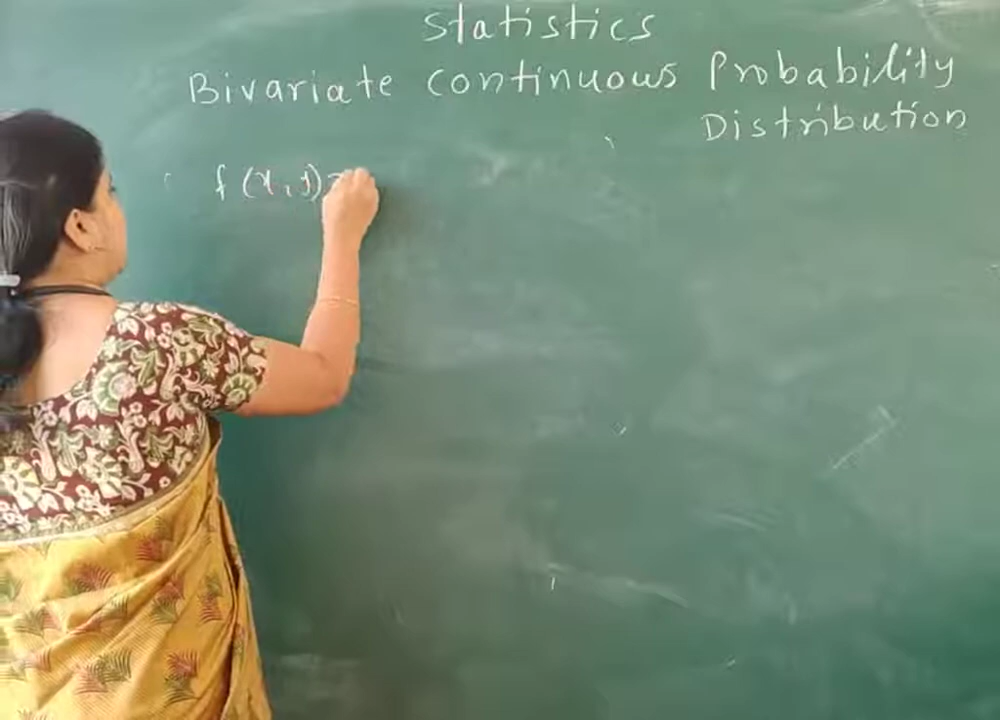 Statistics
Bivariate continuous Probability
Distribution
f (x, y) =